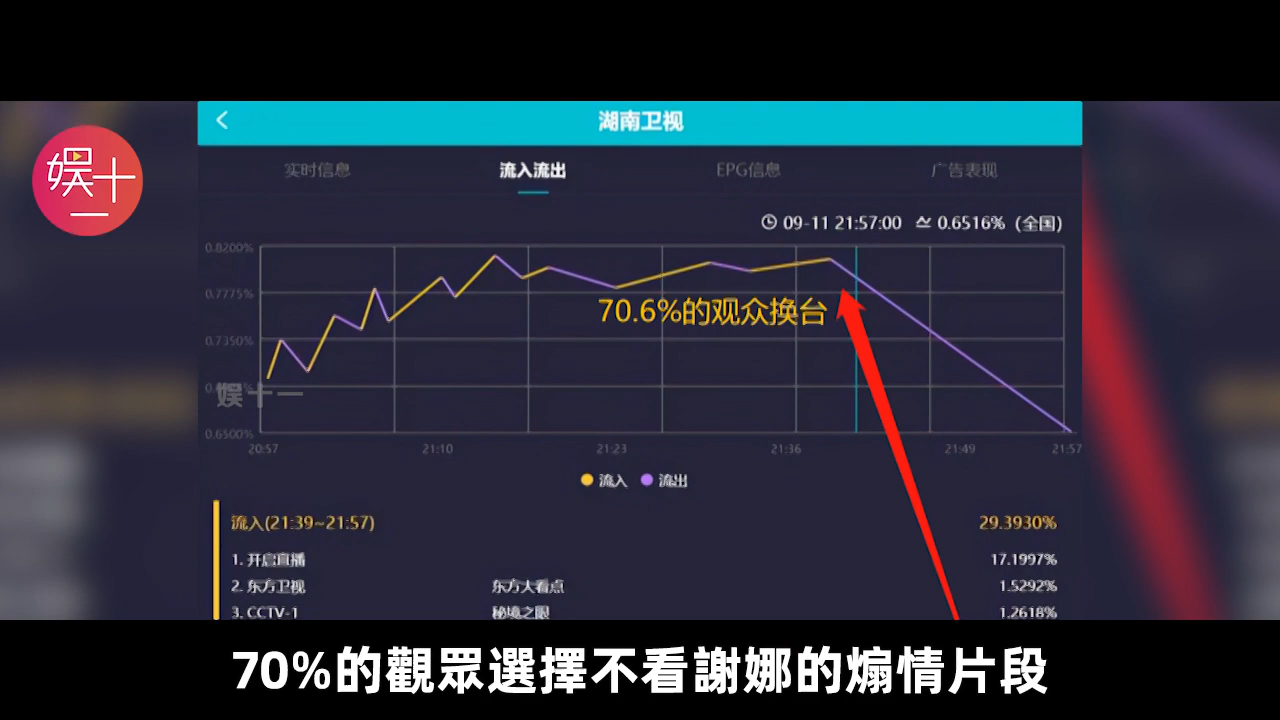 湖南卫视
娱十一
实时信息 流入流出 EPG信息 广告表现
09-11 21:57:00 0.6516% (全国)
0.8200%
0.7775%
70.6%的观众换台
0.7350%
娱十一
0.6500%
20:57 21:10 21:23 21:36 21:49 21:57
流入 流出
流入(21:39~21:57) 29.3930%
1. 开启直播 17.1997%
2. 东方卫视 东方大看点 1.5292%
3. CCTV-1 秘境之眼 1.2618%
70%的觀眾選擇不看謝娜的煽情片段